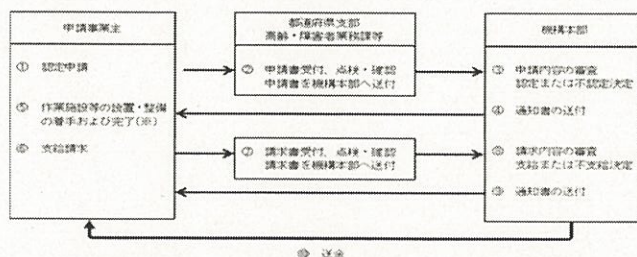 申請事業主
① 認定申請
⑤ 作業施設等の設置・整備
の着手および完了(※)
⑥ 支給請求
都道府県支部
高齢・障害者業務課等
② 申請書受付、点検・確認
申請書を機構本部へ送付
⑦ 請求書受付、点検・確認
請求書を機構本部へ送付
機構本部
③ 申請内容の審査
認定または不認定決定
④ 通知書の送付
⑧ 請求内容の審査
支給または不支給決定
⑨ 通知書の送付
⑩ 送金